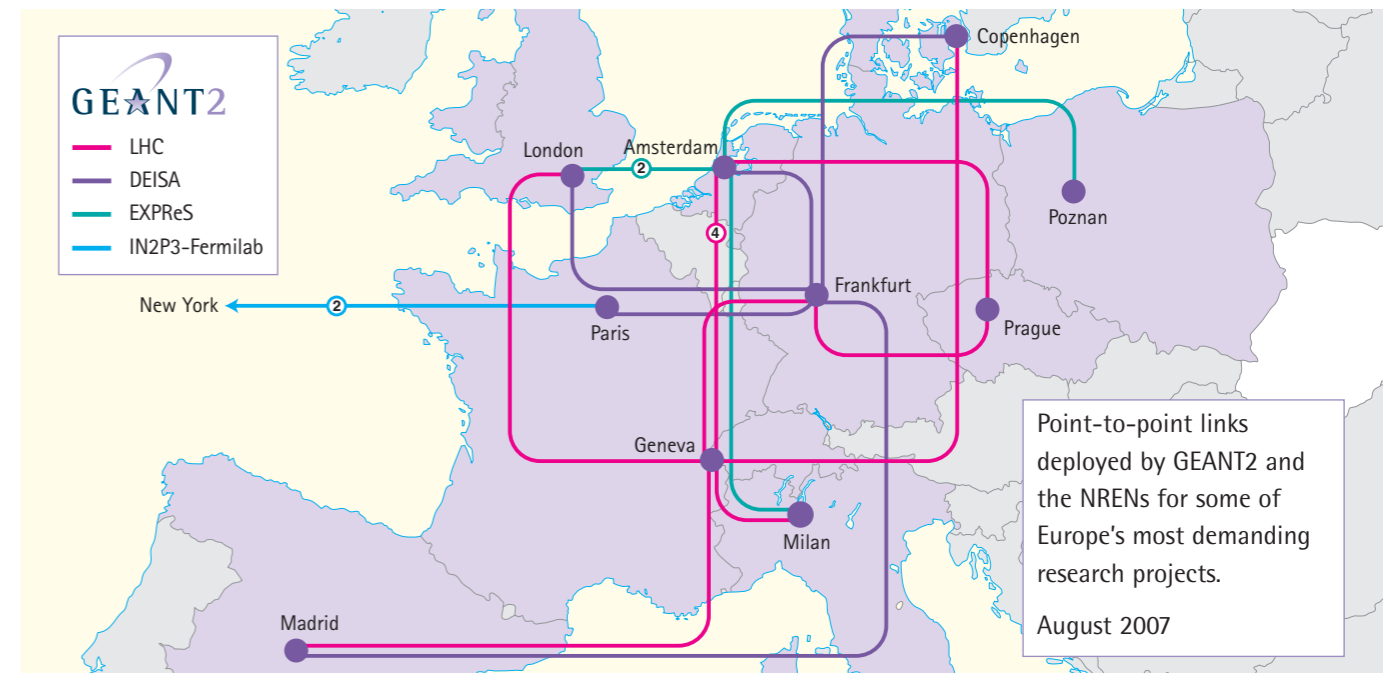 GEANT2
LHC
DEISA
EXPReS
IN2P3-Fermilab
Copenhagen
London
Amsterdam
2
Poznan
4
New York
2
Paris
Frankfurt
Prague
Geneva
Milan
Madrid
Point-to-point links
deployed by GEANT2 and
the NRENs for some of
Europe's most demanding
research projects.
August 2007